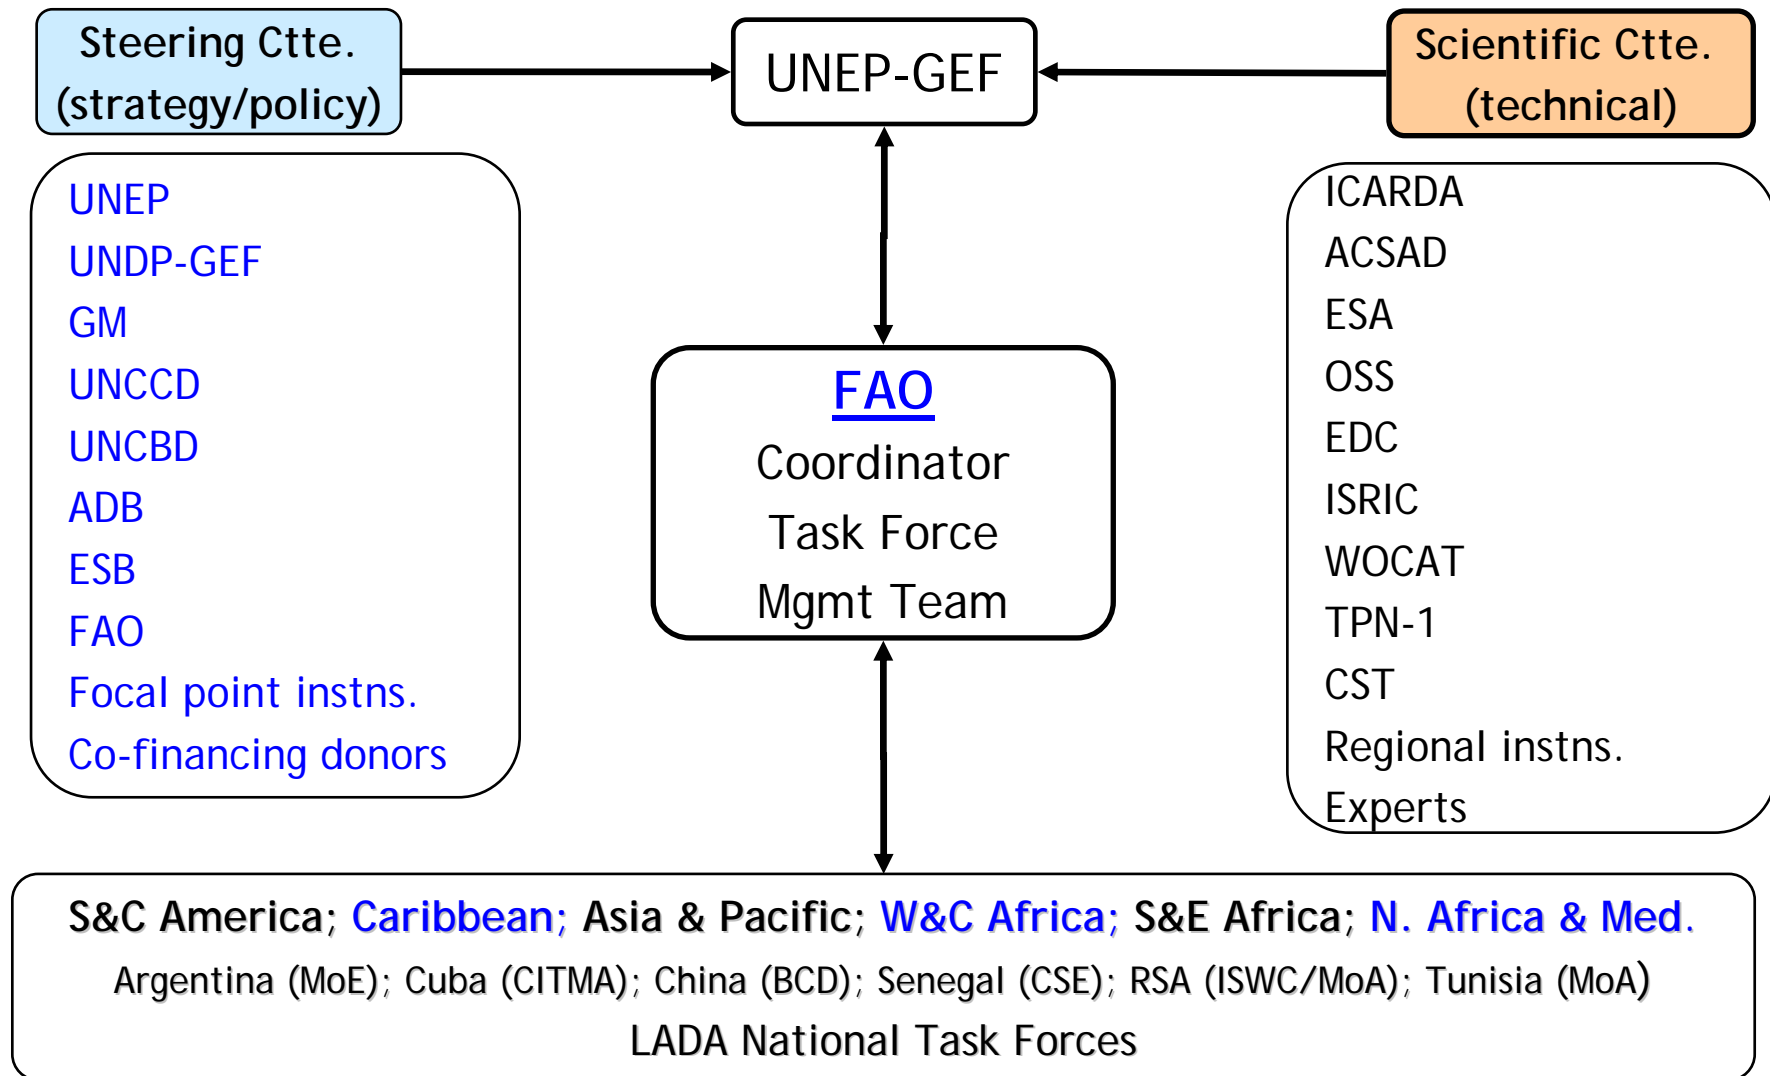 Steering Ctte.
(strategy/policy)
UNEP-GEF
Scientific Ctte.
(technical)
UNEP
UNDP-GEF
GM
UNCCD
UNCBD
ADB
ESB
FAO
Focal point instns.
Co-financing donors
FAO
Coordinator
Task Force
Mgmt Team
ICARDA
ACSAD
ESA
OSS
EDC
ISRIC
WOCAT
TPN-1
CST
Regional instns.
Experts
S&C America; Caribbean; Asia & Pacific; W&C Africa; S&E Africa; N. Africa & Med.
Argentina (MoE); Cuba (CITMA); China (BCD); Senegal (CSE); RSA (ISWC/MoA); Tunisia (MoA)
LADA National Task Forces